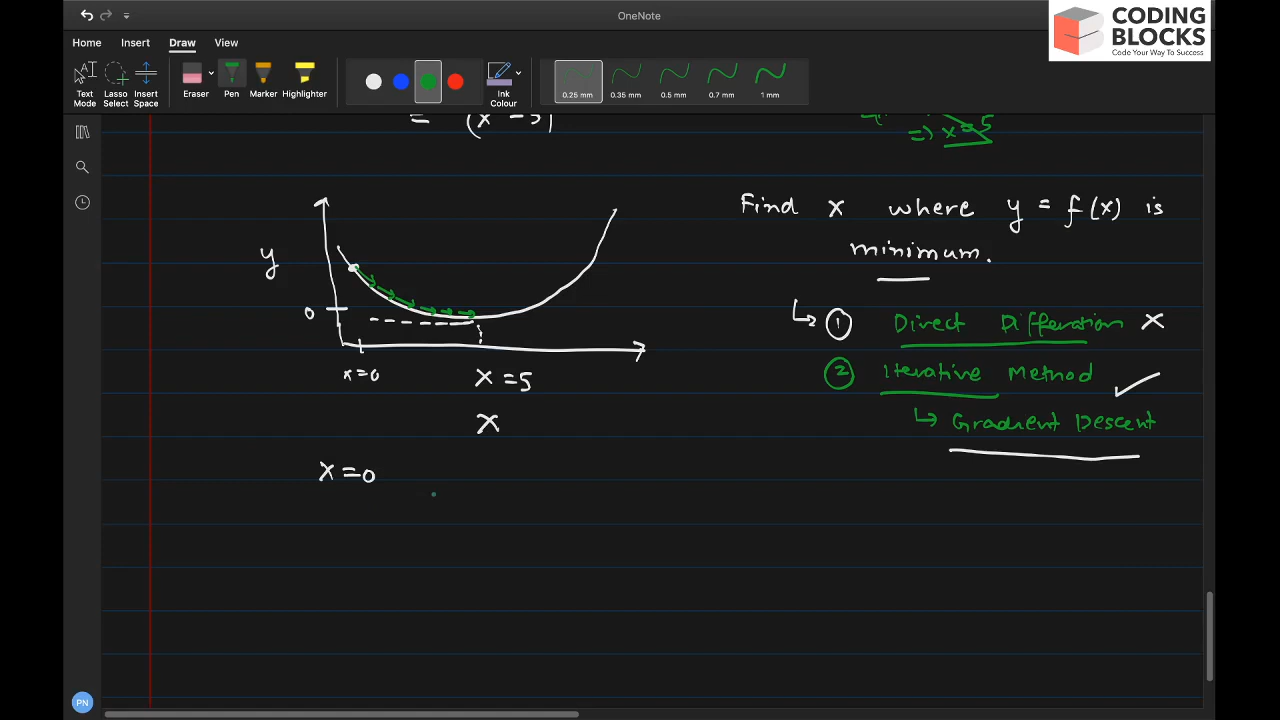 OneNote
CODING
BLOCKS
Code Your Way To Success
Home Insert Draw View
Text Mode
Lasso Select
Insert Space
Eraser
Pen
Marker
Highlighter
Ink Colour
0.25 mm 0.35 mm 0.5 mm 0.7 mm 1 mm
=> x = 5
Find x where y = f(x) is
minimum.
y
0
① Direct Differation X
x=0
x = 5
② Iterative Method
x
↳ Gradient Descent
x = 0
PN